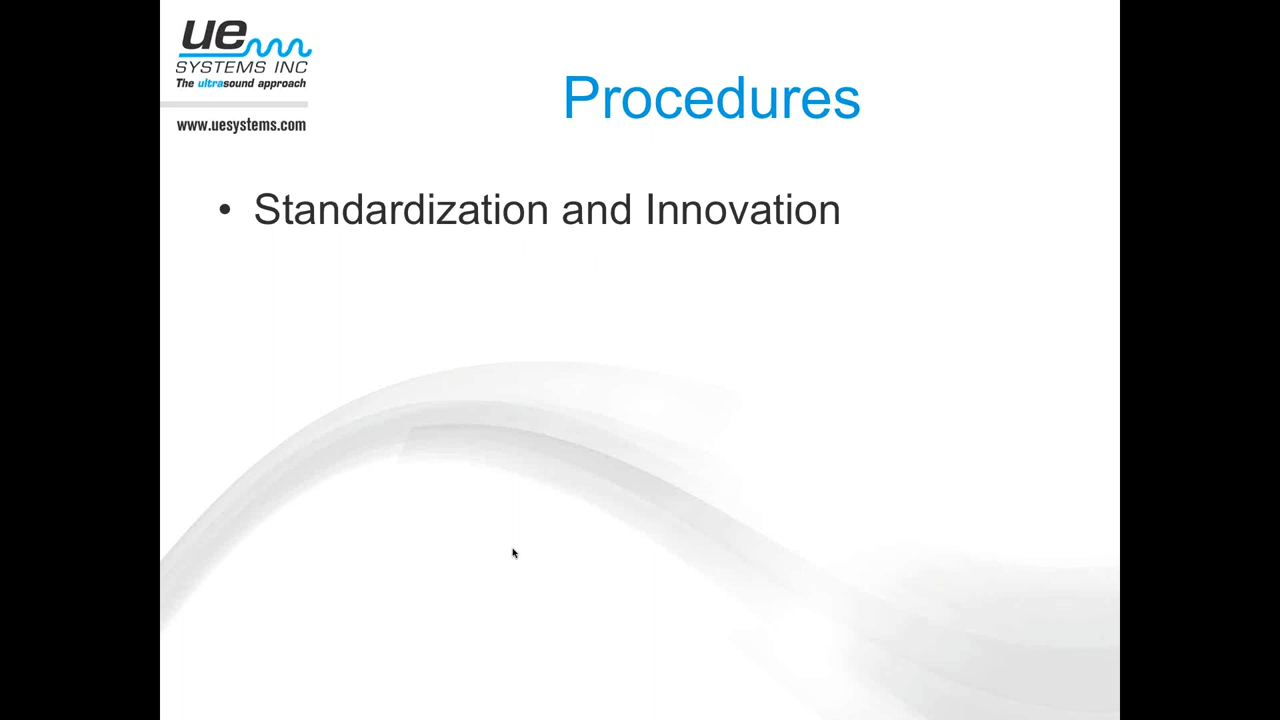 ue
SYSTEMS INC
The ultrasound approach
www.uesystems.com
Procedures
• Standardization and Innovation